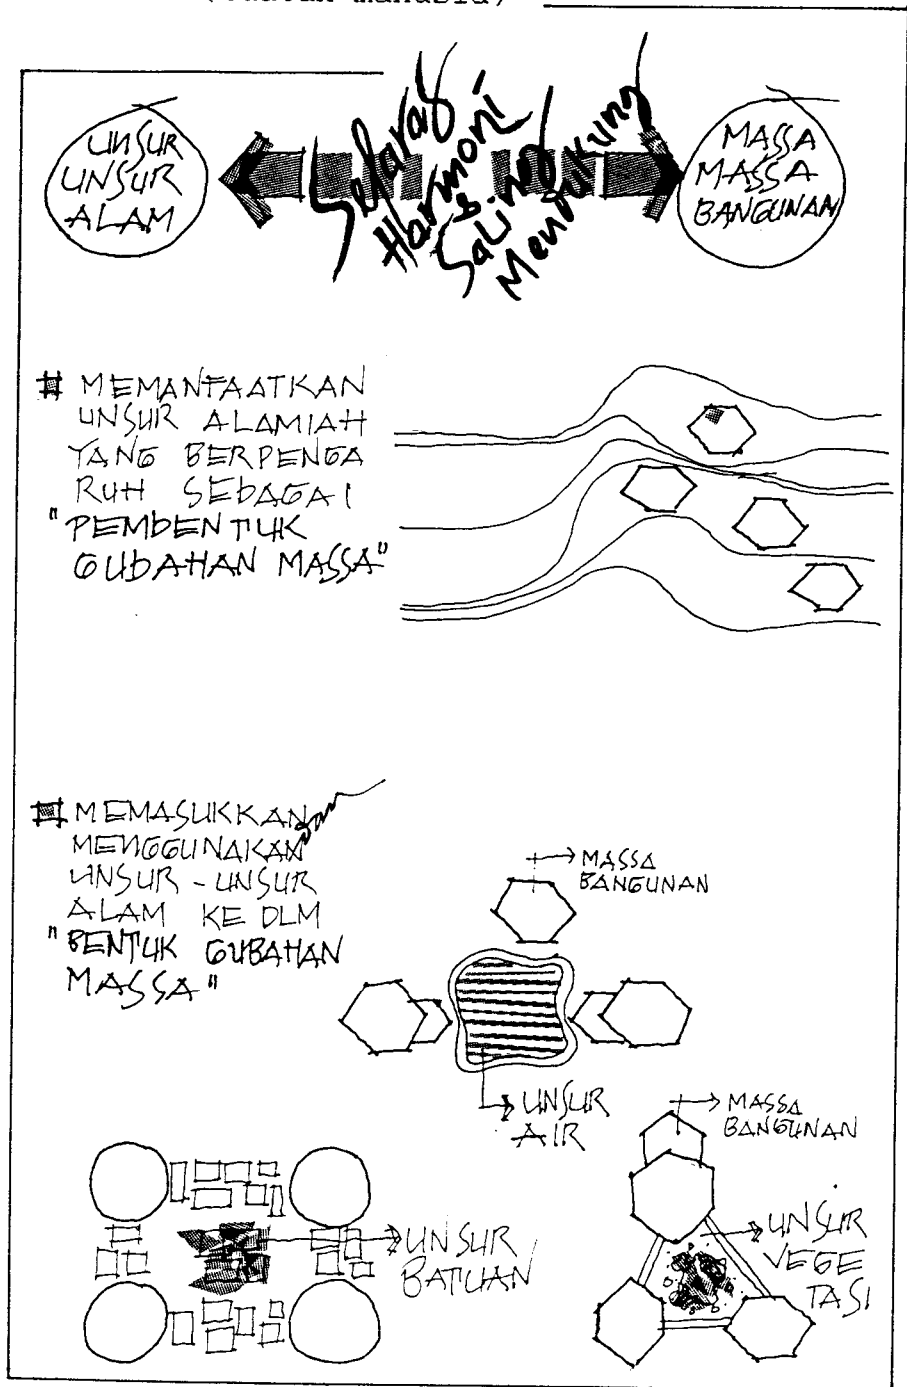 UNSUR
UNSUR
ALAM
Selaras
Harmoni
&
Saling
Mendukung
MASSA
MASSA
BANGUNAN
# MEMANFAATKAN
UNSUR ALAMIAH
YANG BERPENGA
RUH SEBAGAI
"PEMBENTUK
GUBAHAN MASSA"
# MEMASUKKAN dan
MENGGUNAKAN
UNSUR-UNSUR
ALAM KE DLM
"BENTUK GUBAHAN
MASSA"
MASSA
BANGUNAN
UNSUR
AIR
MASSA
BANGUNAN
UNSUR
BATUAN
UNSUR
VEGE
TASI